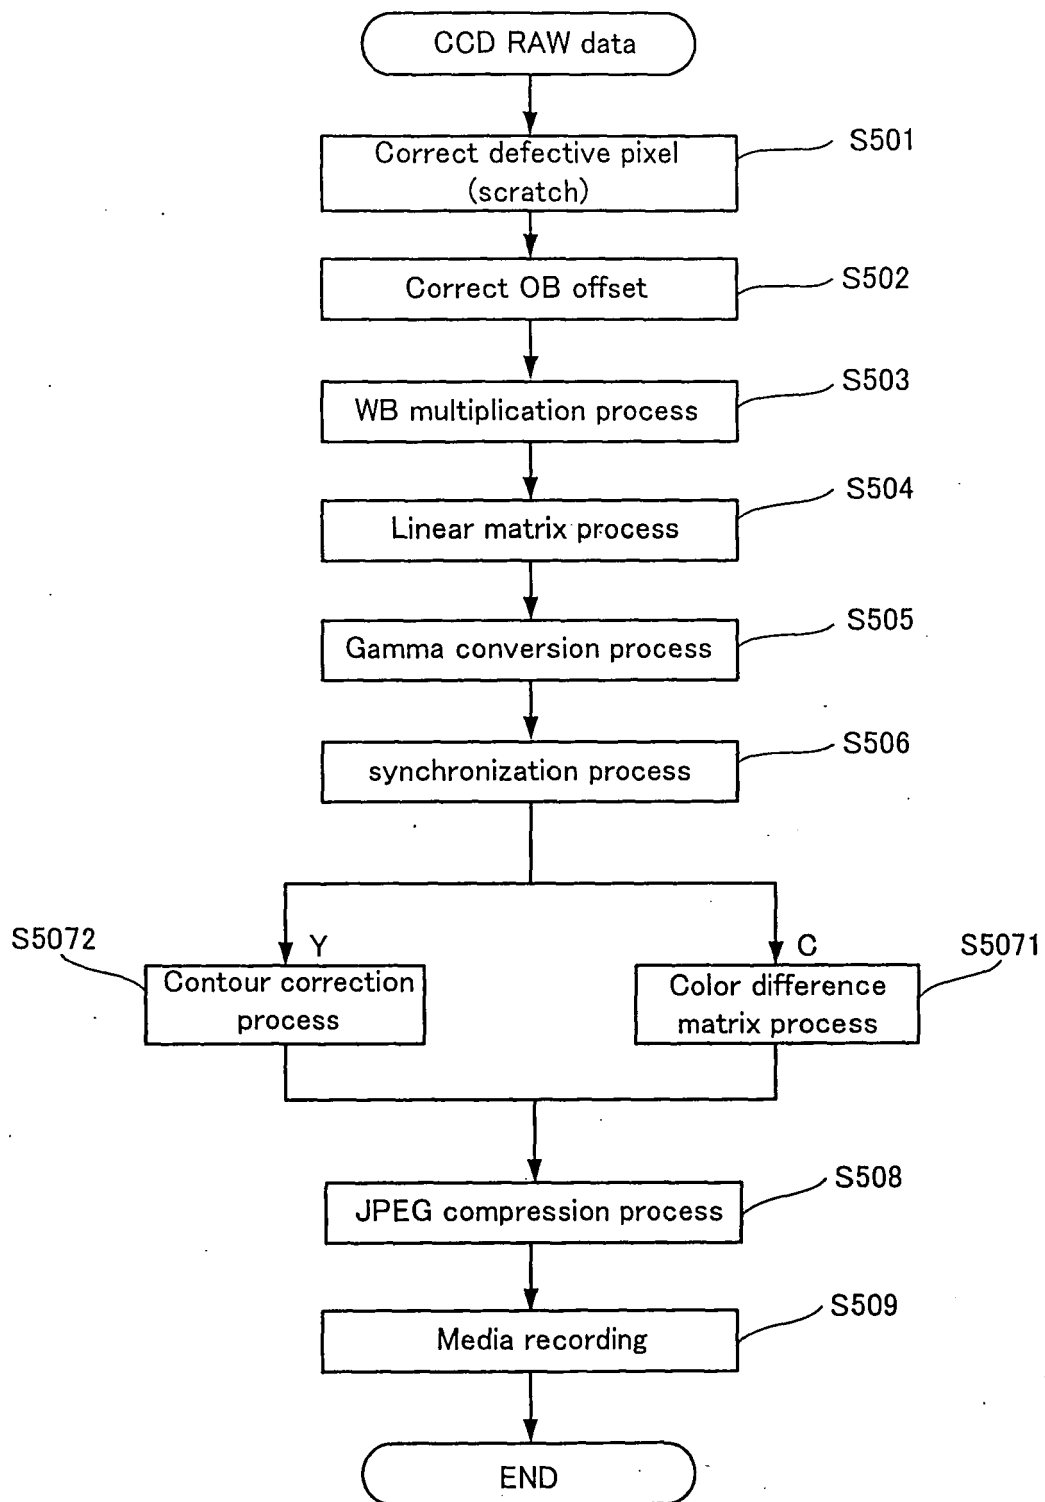 CCD RAW data
S501
Correct defective pixel
(scratch)
S502
Correct OB offset
S503
WB multiplication process
S504
Linear matrix process
S505
Gamma conversion process
S506
synchronization process
S5072
Y
C
S5071
Contour correction
process
Color difference
matrix process
S508
JPEG compression process
S509
Media recording
END